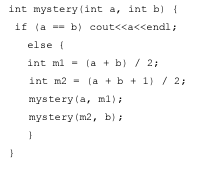 int mystery(int a, int b) {
if (a == b) cout<<a<<endl;
else {
int m1 = (a + b) / 2;
int m2 = (a + b + 1) / 2;
mystery(a, m1);
mystery(m2, b);
}
}